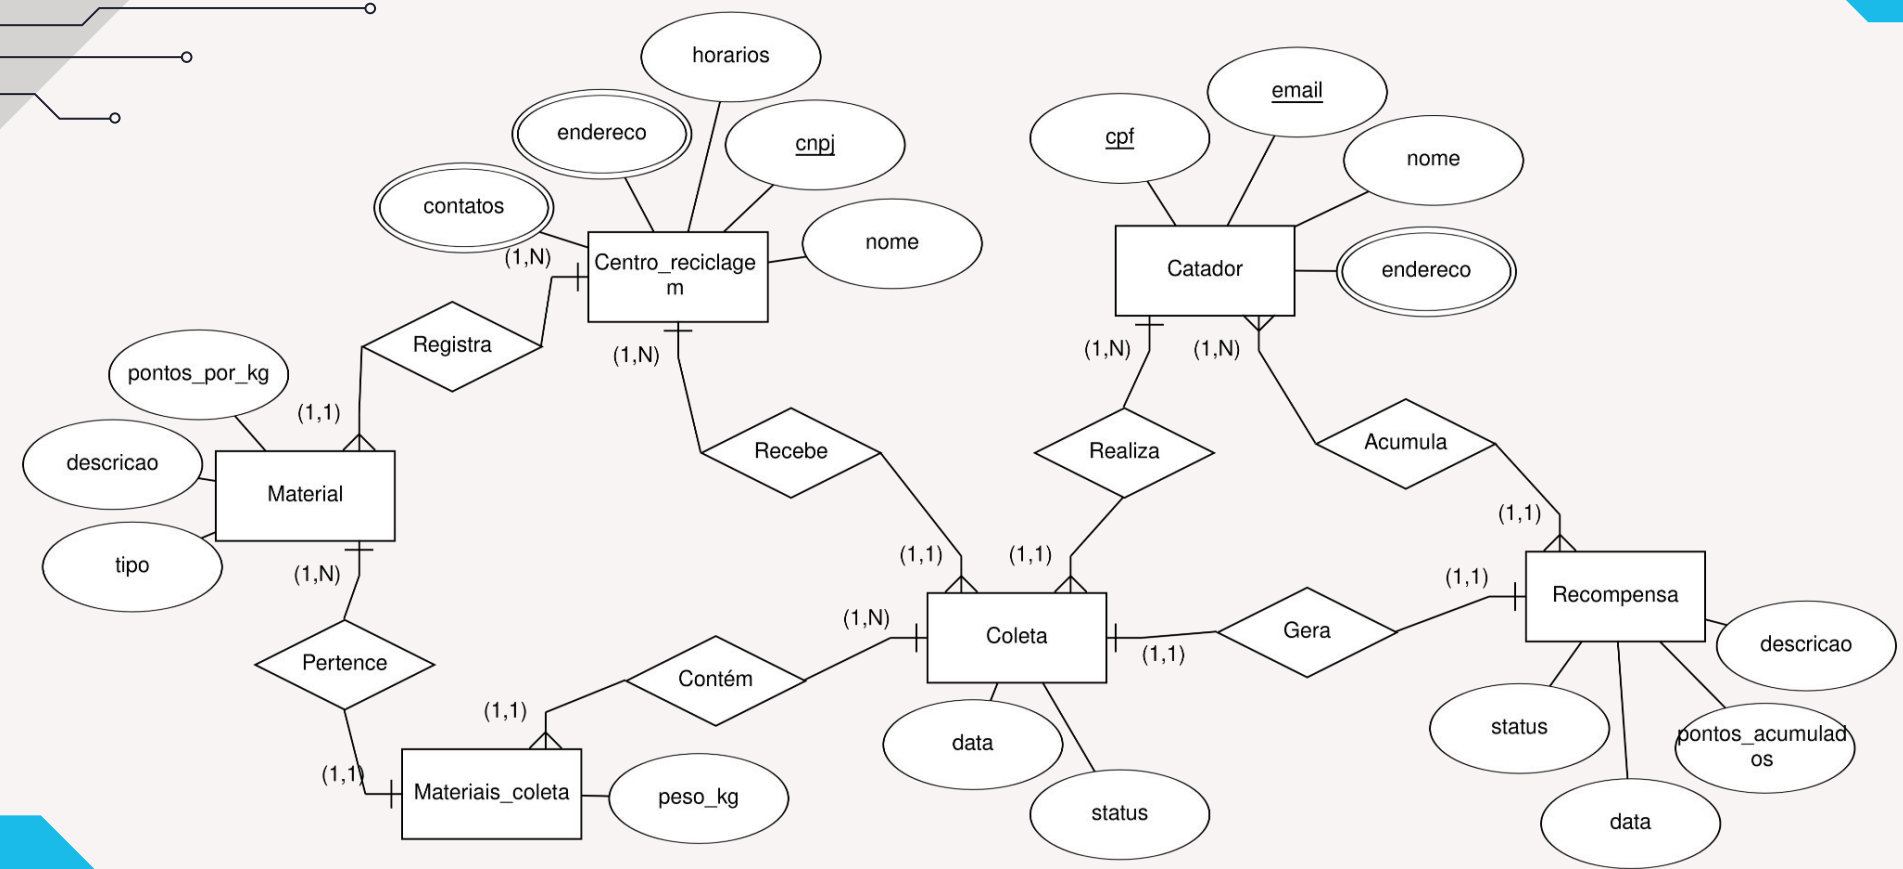 horarios
email
endereco
cnpj
cpf
nome
contatos
nome
(1,N)
Centro_reciclage
m
Catador
endereco
Registra
(1,N)
(1,N)
(1,N)
pontos_por_kg
(1,1)
Recebe
Realiza
Acumula
descricao
Material
(1,1)
tipo
(1,N)
(1,1)
(1,1)
(1,1)
Recompensa
(1,N)
Coleta
Gera
(1,1)
descricao
Pertence
Contém
(1,1)
data
status
pontos_acumulad
os
(1,1)
Materiais_coleta
peso_kg
status
data